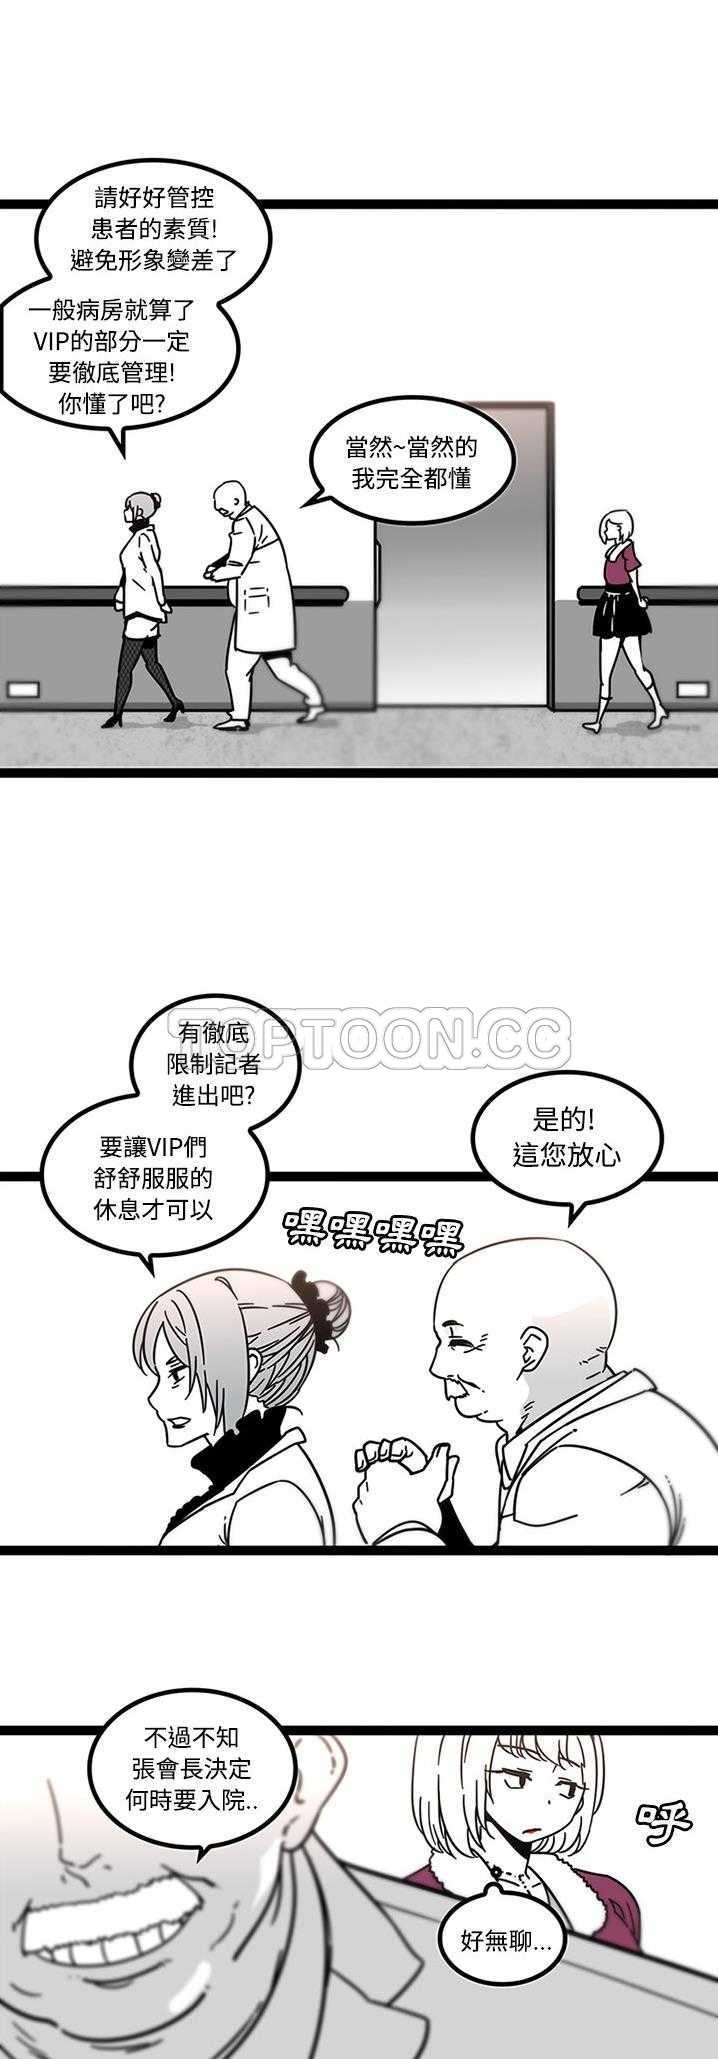 請好好管控
患者的素質!
避免形象變差了
一般病房就算了
VIP的部分一定
要徹底管理!
你懂了吧?
當然~當然的
我完全都懂
TOPTOON.CC
有徹底
限制記者
進出吧?
要讓VIP們
舒舒服服的
休息才可以
是的!
這您放心
嘿嘿嘿嘿
不過不知
張會長決定
何時要入院..
呼
好無聊...